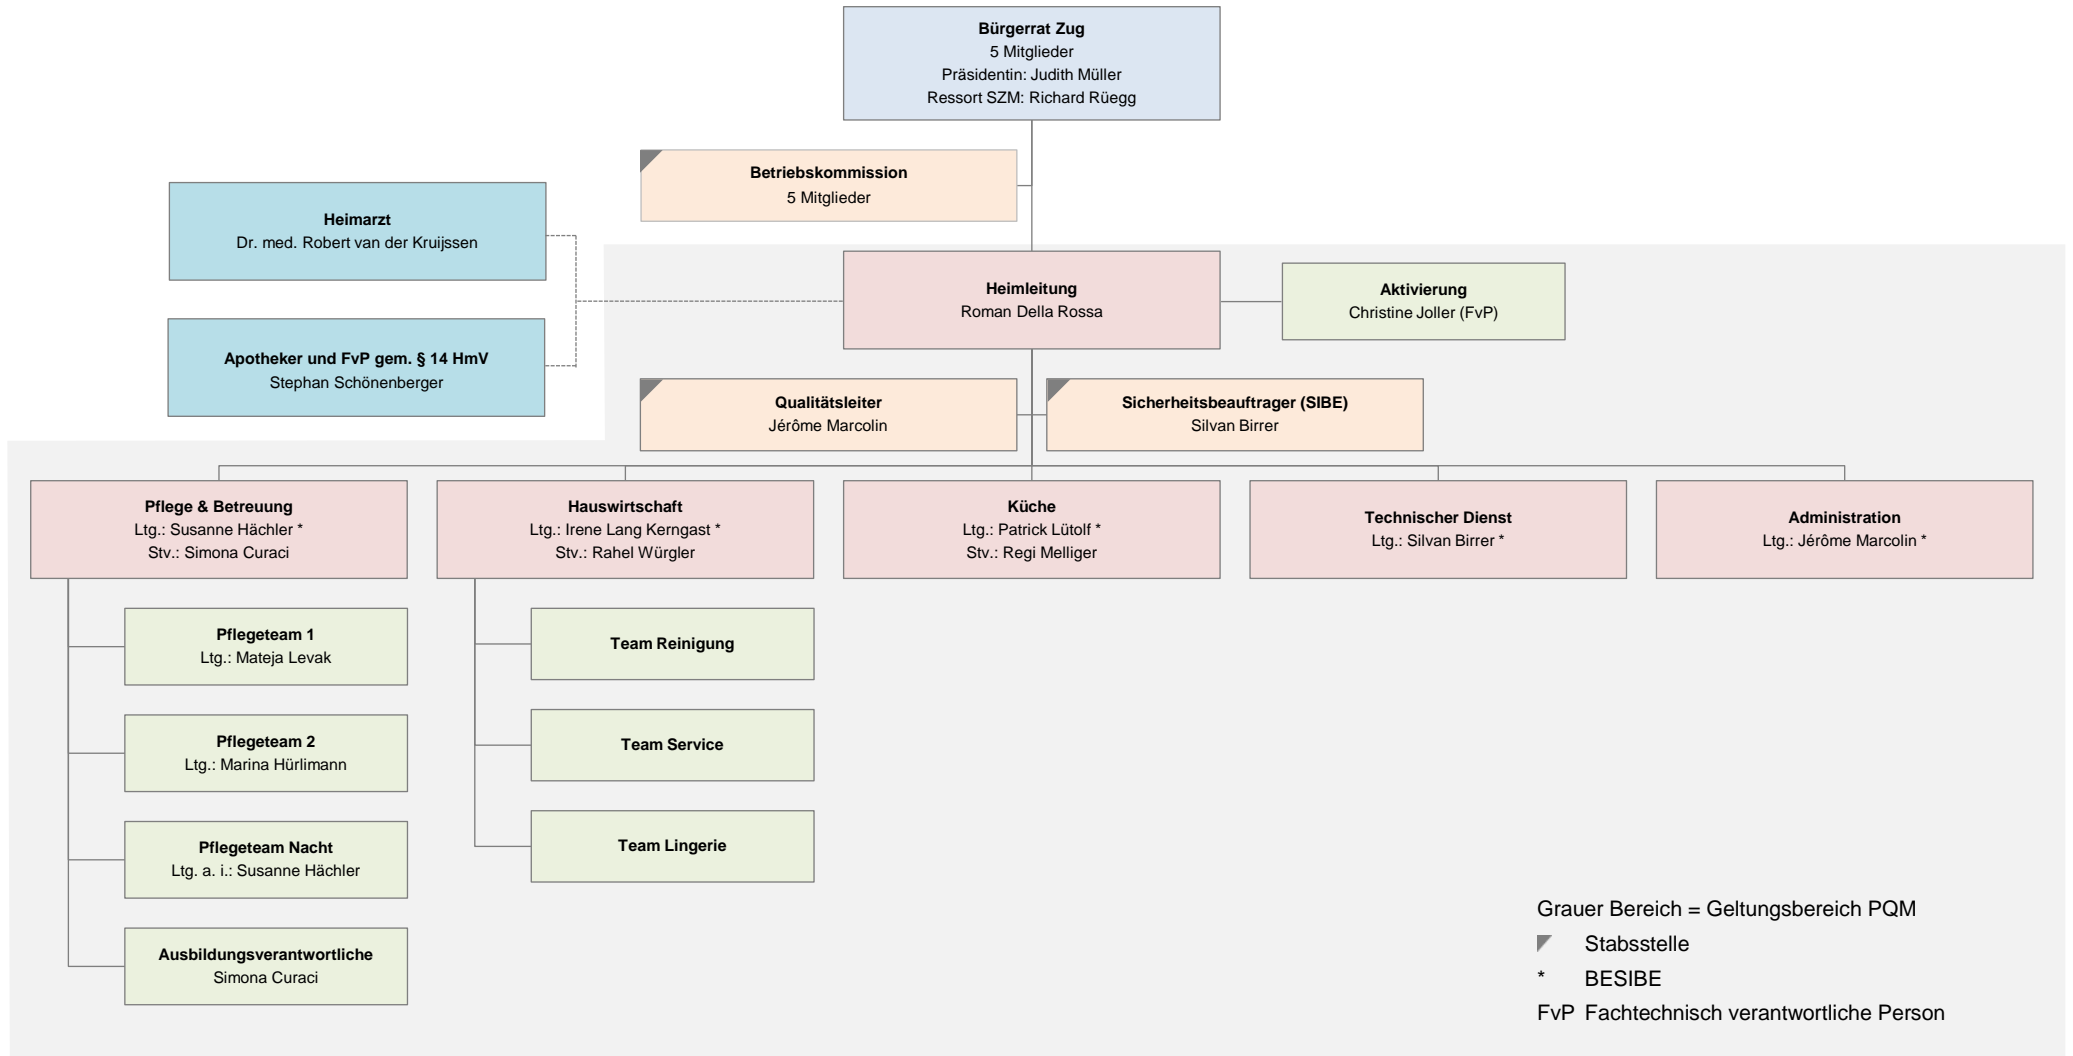 Bürgerrat Zug
5 Mitglieder
Präsidentin: Judith Müller
Ressort SZM: Richard Rüegg
Betriebskommission
5 Mitglieder
Heimarzt
Dr. med. Robert van der Kruijssen
Heimleitung
Roman Della Rossa
Aktivierung
Christine Joller (FvP)
Apotheker und FvP gem. § 14 HmV
Stephan Schönenberger
Qualitätsleiter
Jérôme Marcolin
Sicherheitsbeauftrager (SIBE)
Silvan Birrer
Pflege & Betreuung
Ltg.: Susanne Hächler *
Stv.: Simona Curaci
Hauswirtschaft
Ltg.: Irene Lang Kerngast *
Stv.: Rahel Würgler
Küche
Ltg.: Patrick Lütolf *
Stv.: Regi Melliger
Technischer Dienst
Ltg.: Silvan Birrer *
Administration
Ltg.: Jérôme Marcolin *
Pflegeteam 1
Ltg.: Mateja Levak
Pflegeteam 2
Ltg.: Marina Hürlimann
Pflegeteam Nacht
Ltg. a. i.: Susanne Hächler
Ausbildungsverantwortliche
Simona Curaci
Team Reinigung
Team Service
Team Lingerie
Grauer Bereich = Geltungsbereich PQM
Stabsstelle
* BESIBE
FvP Fachtechnisch verantwortliche Person